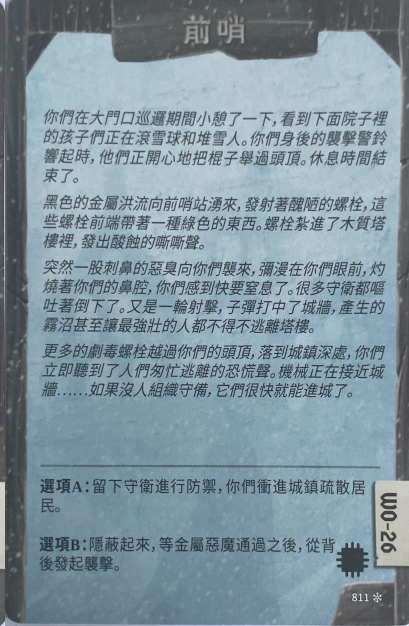 前哨
你們在大門口巡邏期間小憩了一下，看到下面院子裡
的孩子們正在滾雪球和堆雪人。你們身後的襲擊警鈴
響起時，他們正開心地把棍子舉過頭頂。休息時間結
束了。
黑色的金屬洪流向前哨站湧來，發射著醜陋的螺栓，這
些螺栓前端帶著一種綠色的東西。螺栓紮進了木質塔
樓裡，發出酸蝕的嘶嘶聲。
突然一股刺鼻的惡臭向你們襲來，彌漫在你們眼前，灼
燒著你們的鼻腔，你們感到快要窒息了。很多守衛都嘔
吐著倒下了。又是一輪射擊，子彈打中了城牆，產生的
霧沼甚至讓最強壯的人都不得不逃離塔樓。
更多的劇毒螺栓越過你們的頭頂，落到城鎮深處，你們
立即聽到了人們匆忙逃離的恐慌聲。機械正在接近城
牆……如果沒人組織守備，它們很快就能進城了。
選項A：留下守衛進行防禦，你們衝進城鎮疏散居
民。
選項B：隱蔽起來，等金屬惡魔通過之後，從背
後發起襲擊。
WO-26
811